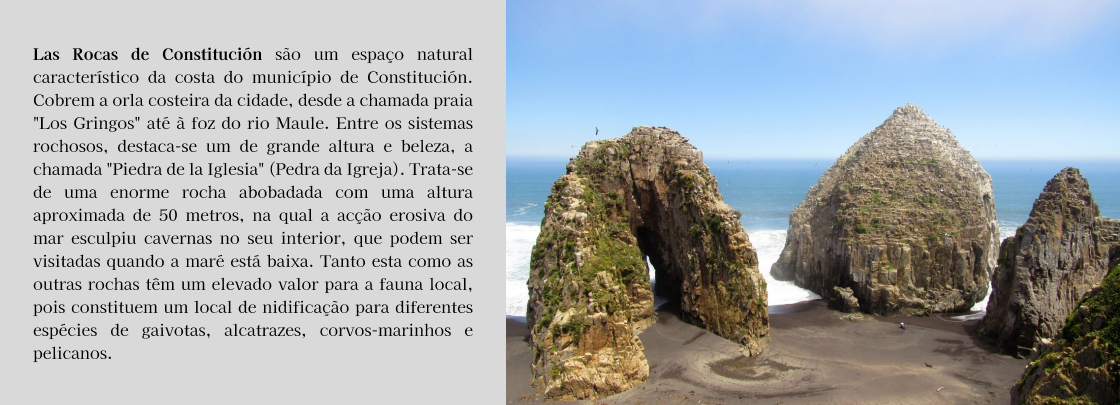 Las Rocas de Constitución são um espaço natural
característico da costa do município de Constitución.
Cobrem a orla costeira da cidade, desde a chamada praia
"Los Gringos" até à foz do rio Maule. Entre os sistemas
rochosos, destaca-se um de grande altura e beleza, a
chamada "Piedra de la Iglesia" (Pedra da Igreja). Trata-se
de uma enorme rocha abobadada com uma altura
aproximada de 50 metros, na qual a acção erosiva do
mar esculpiu cavernas no seu interior, que podem ser
visitadas quando a maré está baixa. Tanto esta como as
outras rochas têm um elevado valor para a fauna local,
pois constituem um local de nidificação para diferentes
espécies de gaivotas, alcatrazes, corvos-marinhos e
pelicanos.